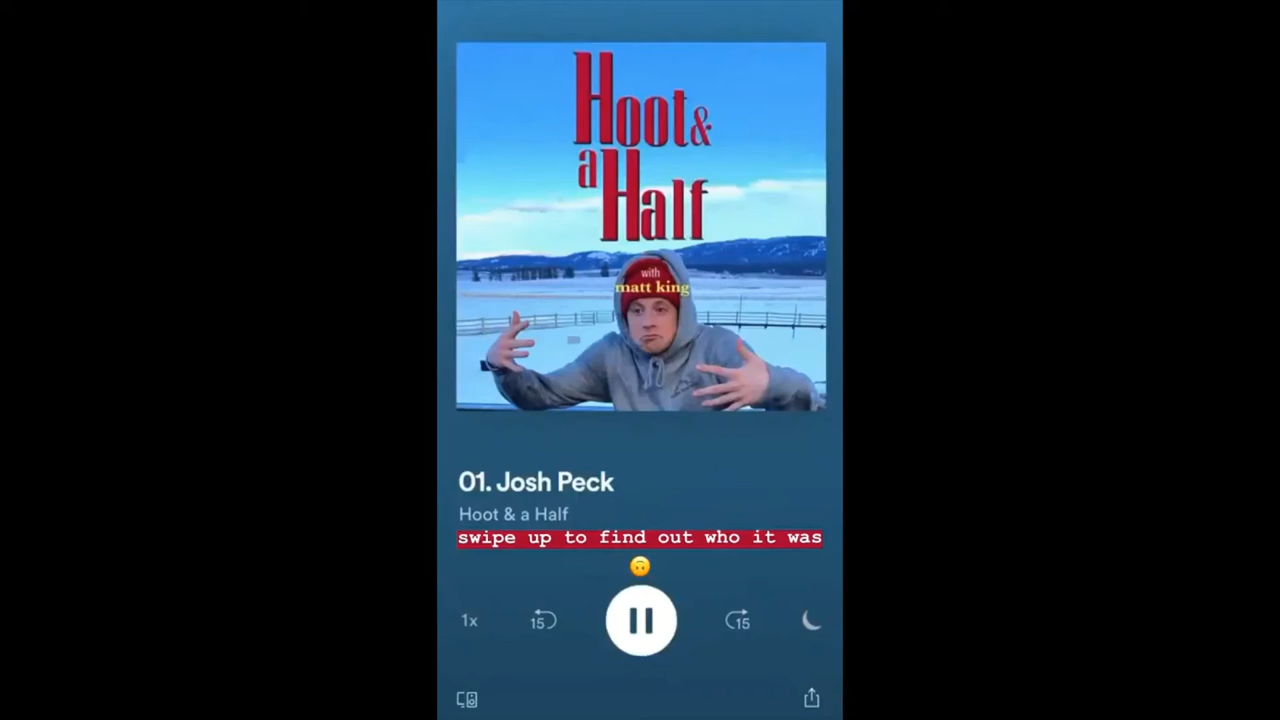 Hoot &
a Half
with
matt king
01. Josh Peck
Hoot & a Half
swipe up to find out who it was
1x
15
15